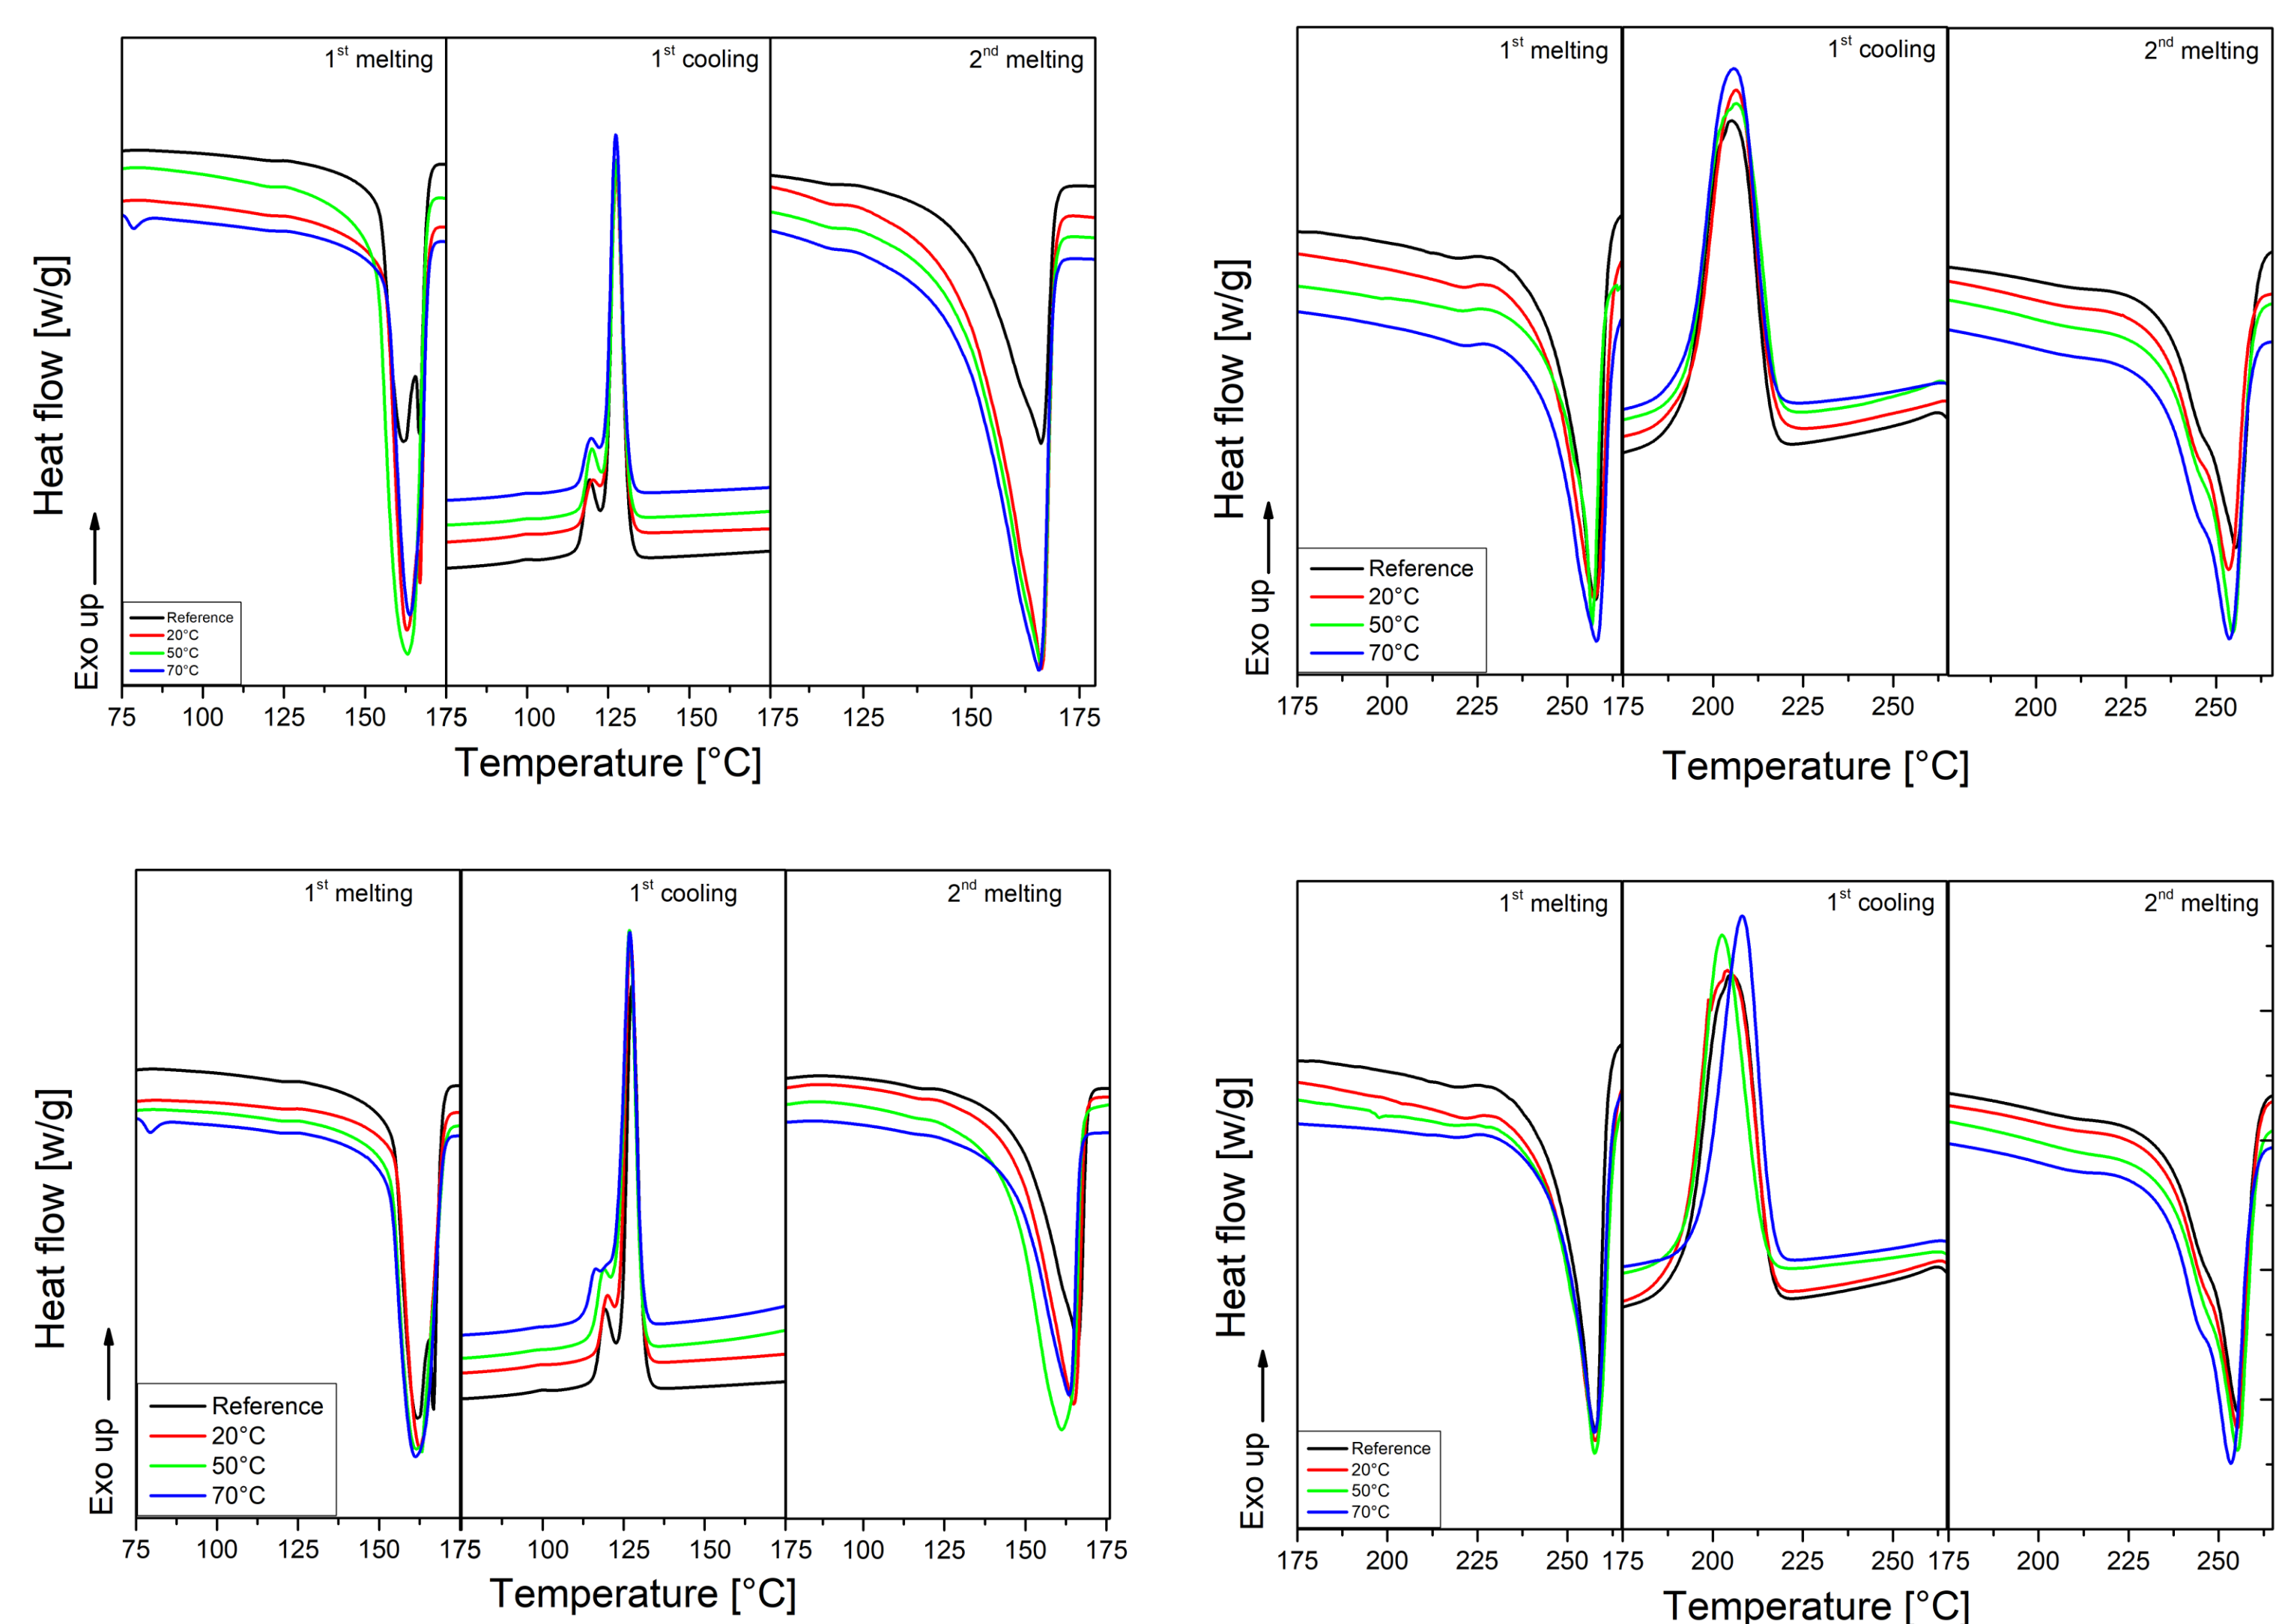 1st melting 1st cooling 2nd melting
Heat flow [w/g]
Exo up
Reference
20°C
50°C
70°C
75 100 125 150 175 100 125 150 175 125 150 175
Temperature [°C]
1st melting 1st cooling 2nd melting
Heat flow [w/g]
Exo up
Reference
20°C
50°C
70°C
175 200 225 250 175 200 225 250 200 225 250
Temperature [°C]
1st melting 1st cooling 2nd melting
Heat flow [w/g]
Exo up
Reference
20°C
50°C
70°C
75 100 125 150 175 100 125 150 175 100 125 150 175
Temperature [°C]
1st melting 1st cooling 2nd melting
Heat flow [w/g]
Exo up
Reference
20°C
50°C
70°C
175 200 225 250 175 200 225 250 175 200 225 250
Temperature [°C]